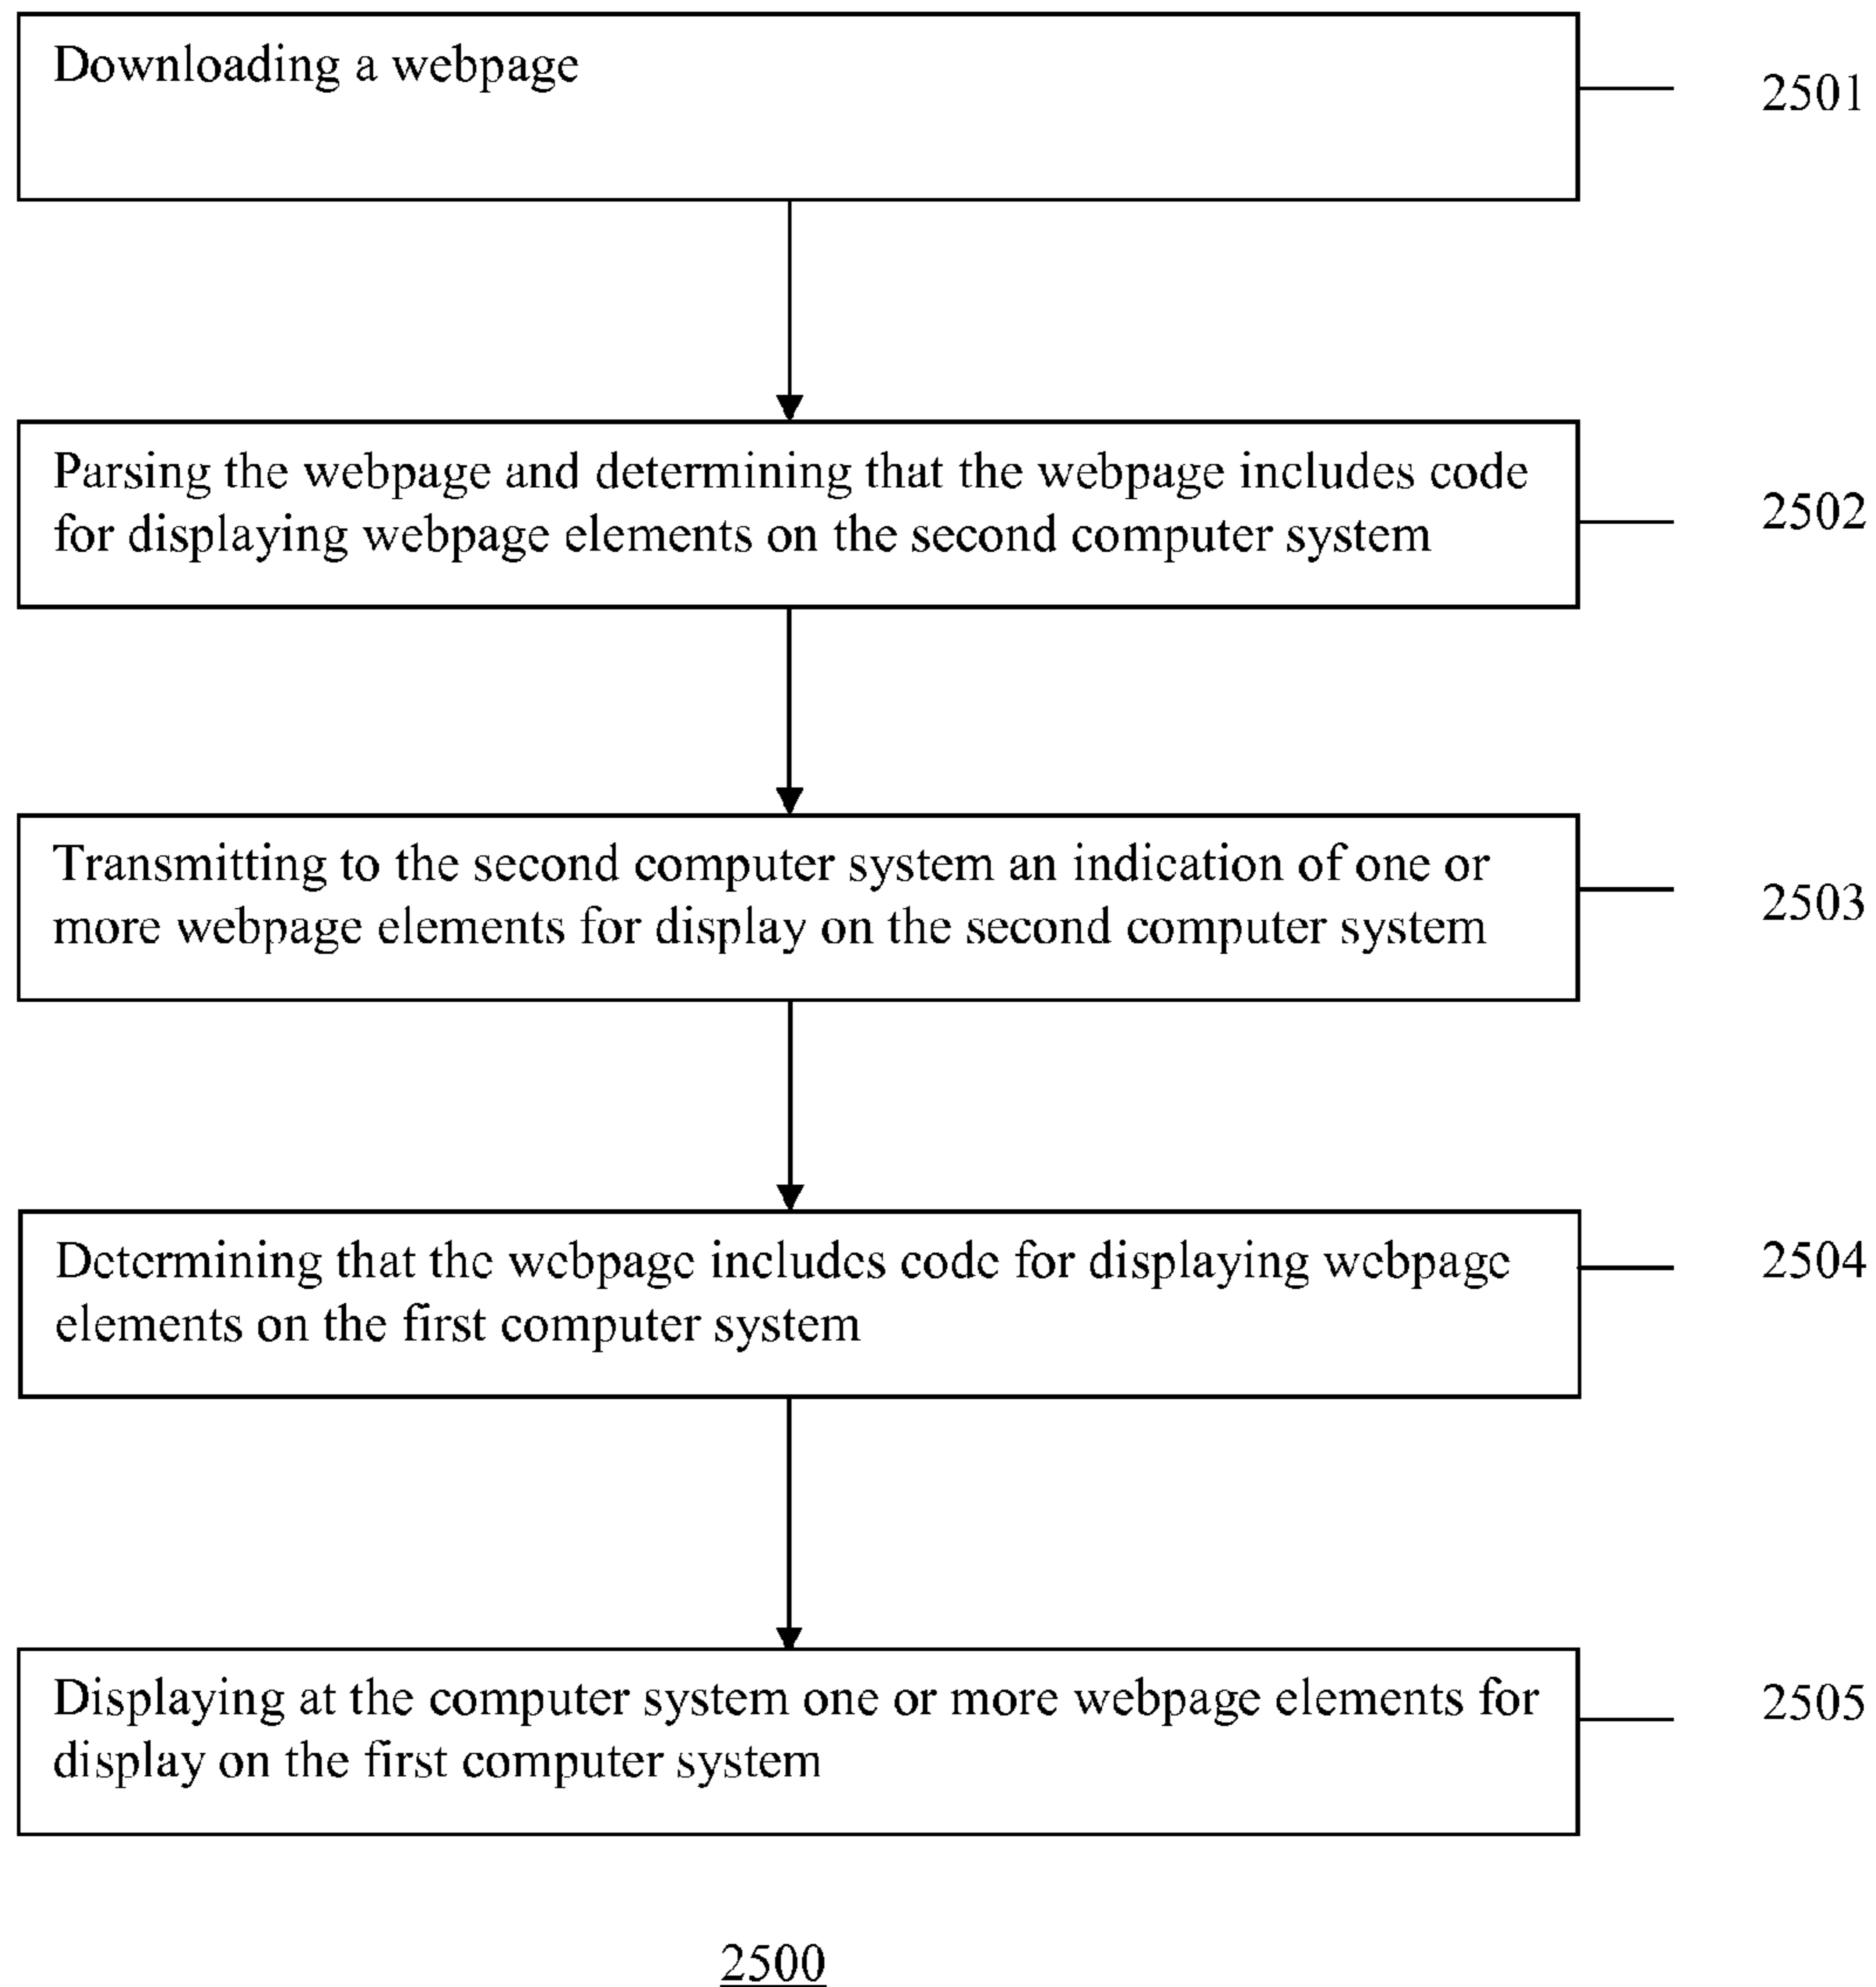 Downloading a webpage
2501
Parsing the webpage and determining that the webpage includes code
for displaying webpage elements on the second computer system
2502
Transmitting to the second computer system an indication of one or
more webpage elements for display on the second computer system
2503
Determining that the webpage includes code for displaying webpage
elements on the first computer system
2504
Displaying at the computer system one or more webpage elements for
display on the first computer system
2505
2500